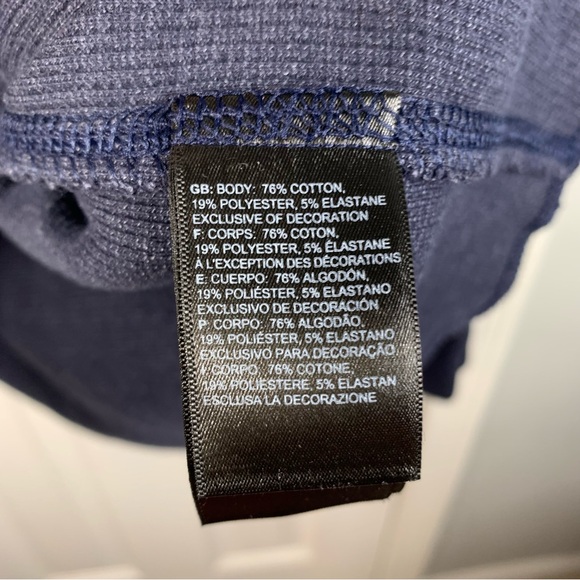 GB: BODY: 76% COTTON,
19% POLYESTER, 5% ELASTANE
EXCLUSIVE OF DECORATION
F: CORPS: 76% COTON,
19% POLYESTER, 5% ÉLASTANE
À L'EXCEPTION DES DÉCORATIONS
E: CUERPO: 76% ALGODÓN,
19% POLIÉSTER, 5% ELASTANO
EXCLUSIVO DE DECORACIÓN
P: CORPO: 76% ALGODÃO,
19% POLIÉSTER, 5% ELASTANO
EXCLUSIVO PARA DECORAÇÃO
CORPO: 76% COTONE,
19% POLIESTERE, 5% ELASTAN
ESCLUSA LA DECORAZIONE